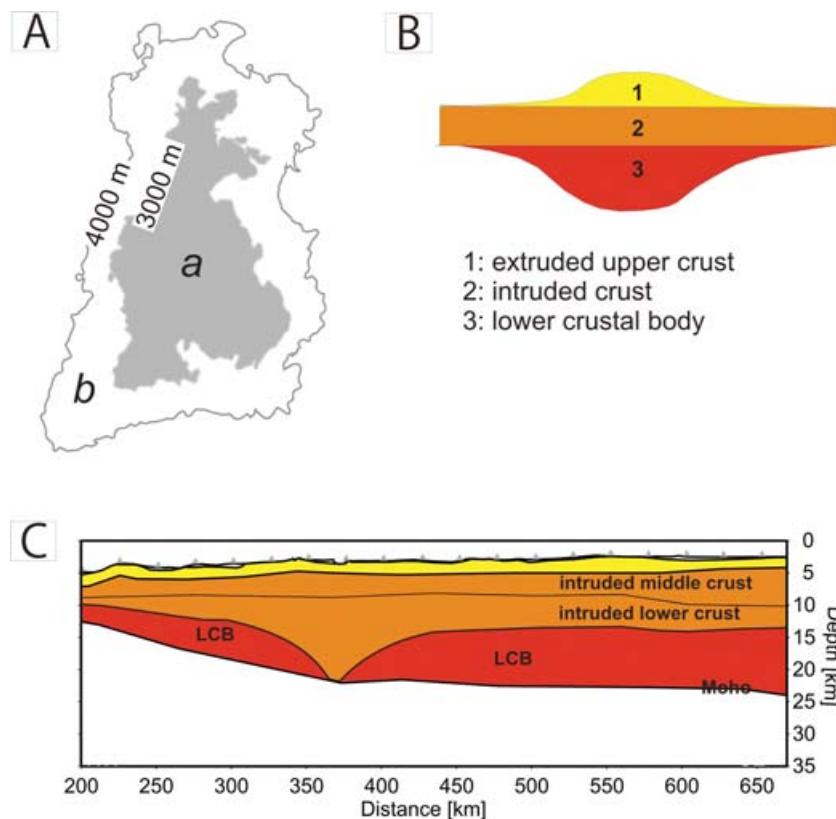 A
4000 m
3000 m
a
b
B
1
2
3
1: extruded upper crust
2: intruded crust
3: lower crustal body
C
intruded middle crust
intruded lower crust
LCB
LCB
Moho
0
5
10
15
20
25
30
35
Depth [km]
200 250 300 350 400 450 500 550 600 650
Distance [km]